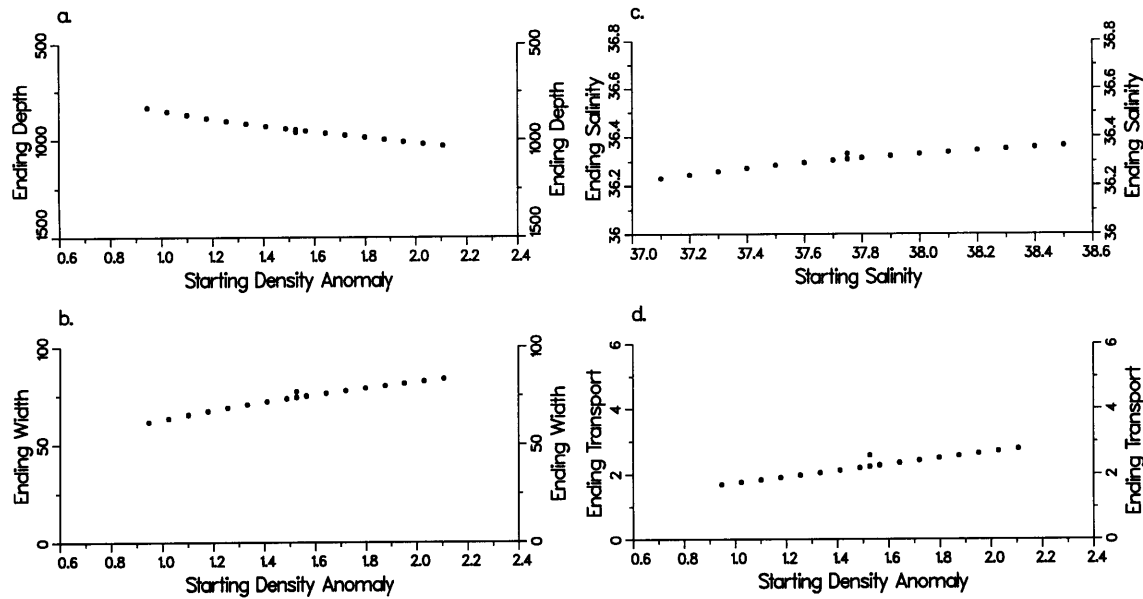 a.
500
1000
1500
Ending Depth
500
1000
1500
Ending Depth
0.6 0.8 1.0 1.2 1.4 1.6 1.8 2.0 2.2 2.4
Starting Density Anomaly
c.
36.8
36.6
36.4
36.2
36
Ending Salinity
36.8
36.6
36.4
36.2
36
Ending Salinity
37.0 37.2 37.4 37.6 37.8 38.0 38.2 38.4 38.6
Starting Salinity
b.
100
50
0
Ending Width
100
50
0
Ending Width
0.6 0.8 1.0 1.2 1.4 1.6 1.8 2.0 2.2 2.4
Starting Density Anomaly
d.
6
4
2
0
Ending Transport
6
4
2
0
Ending Transport
0.6 0.8 1.0 1.2 1.4 1.6 1.8 2.0 2.2 2.4
Starting Density Anomaly